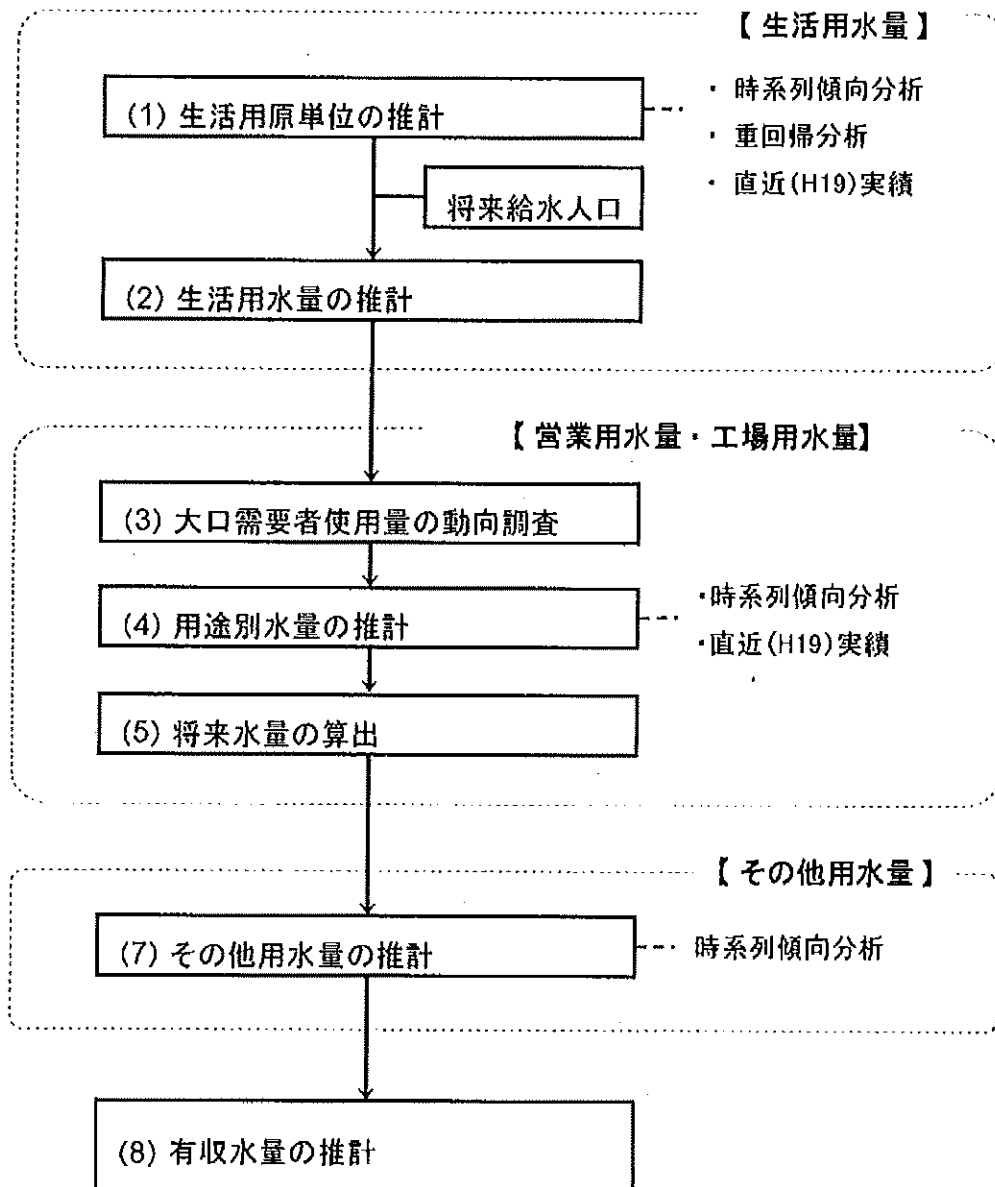 【 生活用水量 】
(1) 生活用原単位の推計
・ 時系列傾向分析
・ 重回帰分析
・ 直近(H19)実績
将来給水人口
(2) 生活用水量の推計
【 営業用水量・工場用水量】
(3) 大口需要者使用量の動向調査
(4) 用途別水量の推計
・時系列傾向分析
・直近(H19)実績
(5) 将来水量の算出
【 その他用水量 】
(7) その他用水量の推計
時系列傾向分析
(8) 有収水量の推計